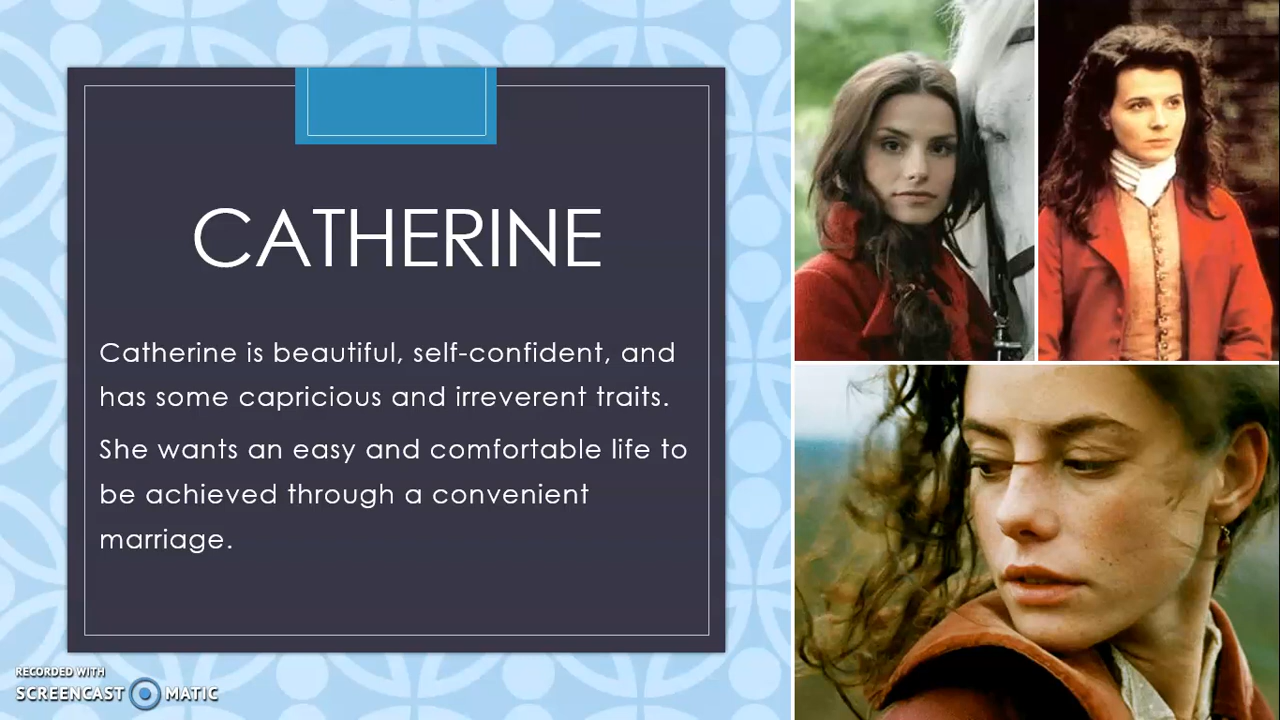 CATHERINE
Catherine is beautiful, self-confident, and
has some capricious and irreverent traits.
She wants an easy and comfortable life to
be achieved through a convenient
marriage.
RECORDED WITH
SCREENCAST MATIC